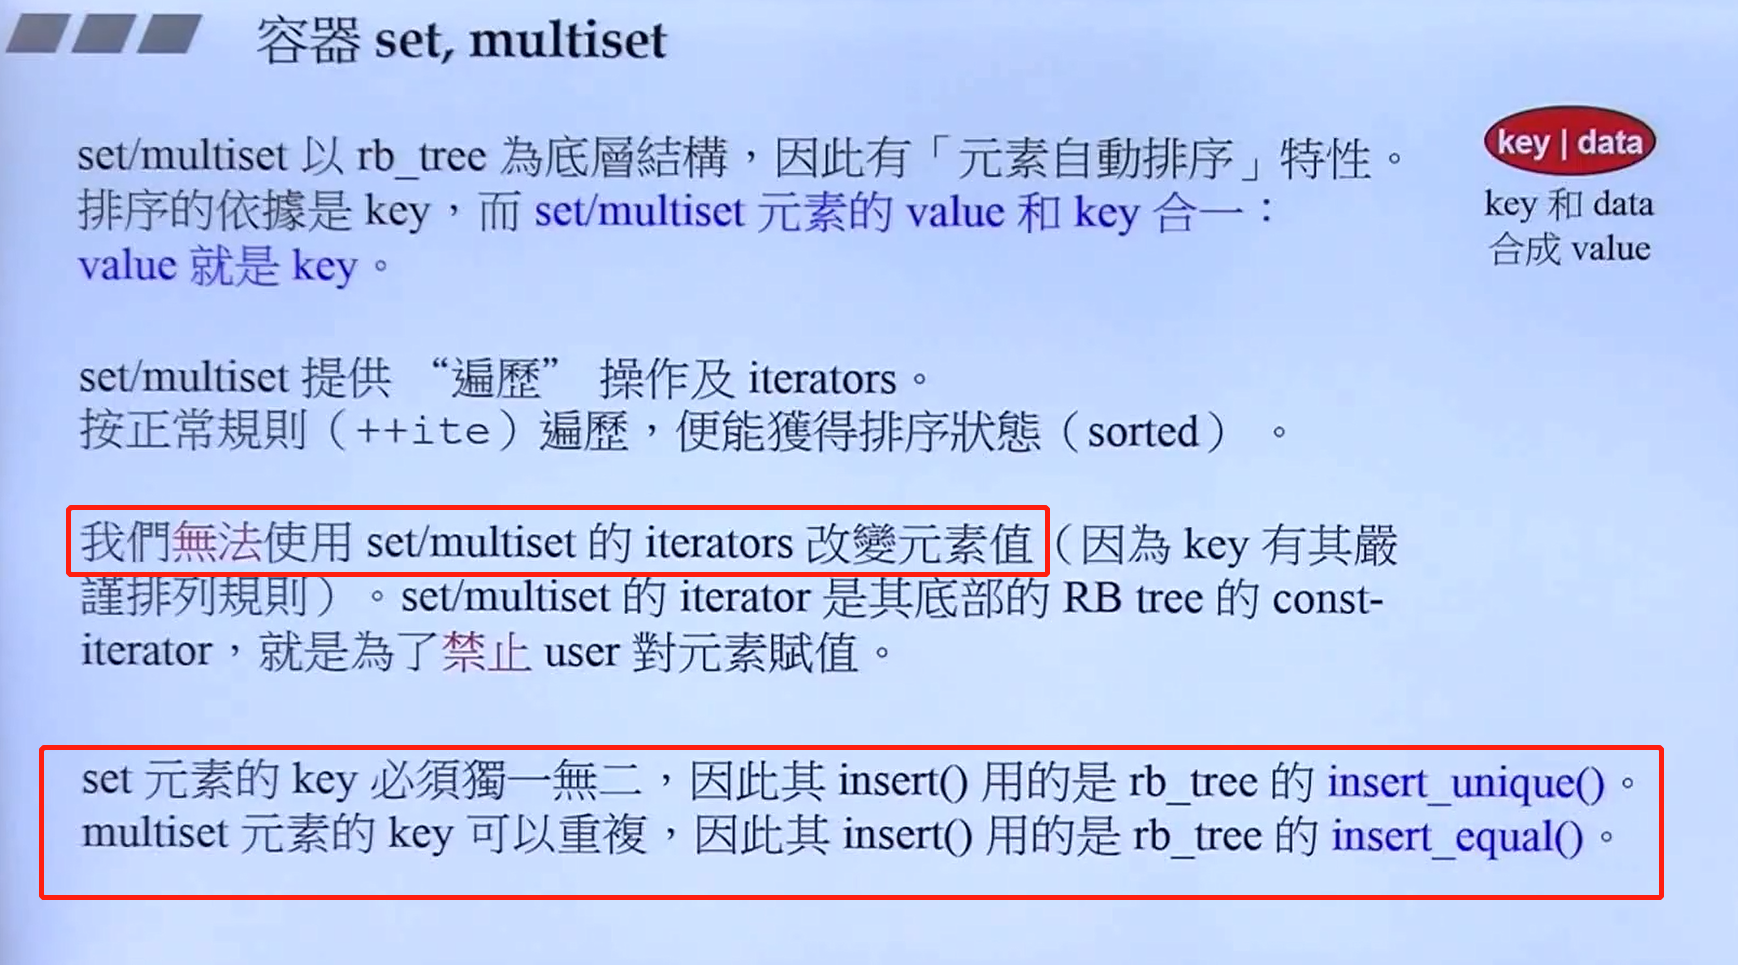 容器 set, multiset
set/multiset 以 rb_tree 為底層結構，因此有「元素自動排序」特性。
排序的依據是 key，而 set/multiset 元素的 value 和 key 合一：
value 就是 key。
key | data
key 和 data
合成 value
set/multiset 提供 “遍歷” 操作及 iterators。
按正常規則（++ite）遍歷，便能獲得排序狀態（sorted） 。
我們無法使用 set/multiset 的 iterators 改變元素值（因為 key 有其嚴
謹排列規則）。set/multiset 的 iterator 是其底部的 RB tree 的 const-
iterator，就是為了禁止 user 對元素賦值。
set 元素的 key 必須獨一無二，因此其 insert() 用的是 rb_tree 的 insert_unique()。
multiset 元素的 key 可以重複，因此其 insert() 用的是 rb_tree 的 insert_equal()。